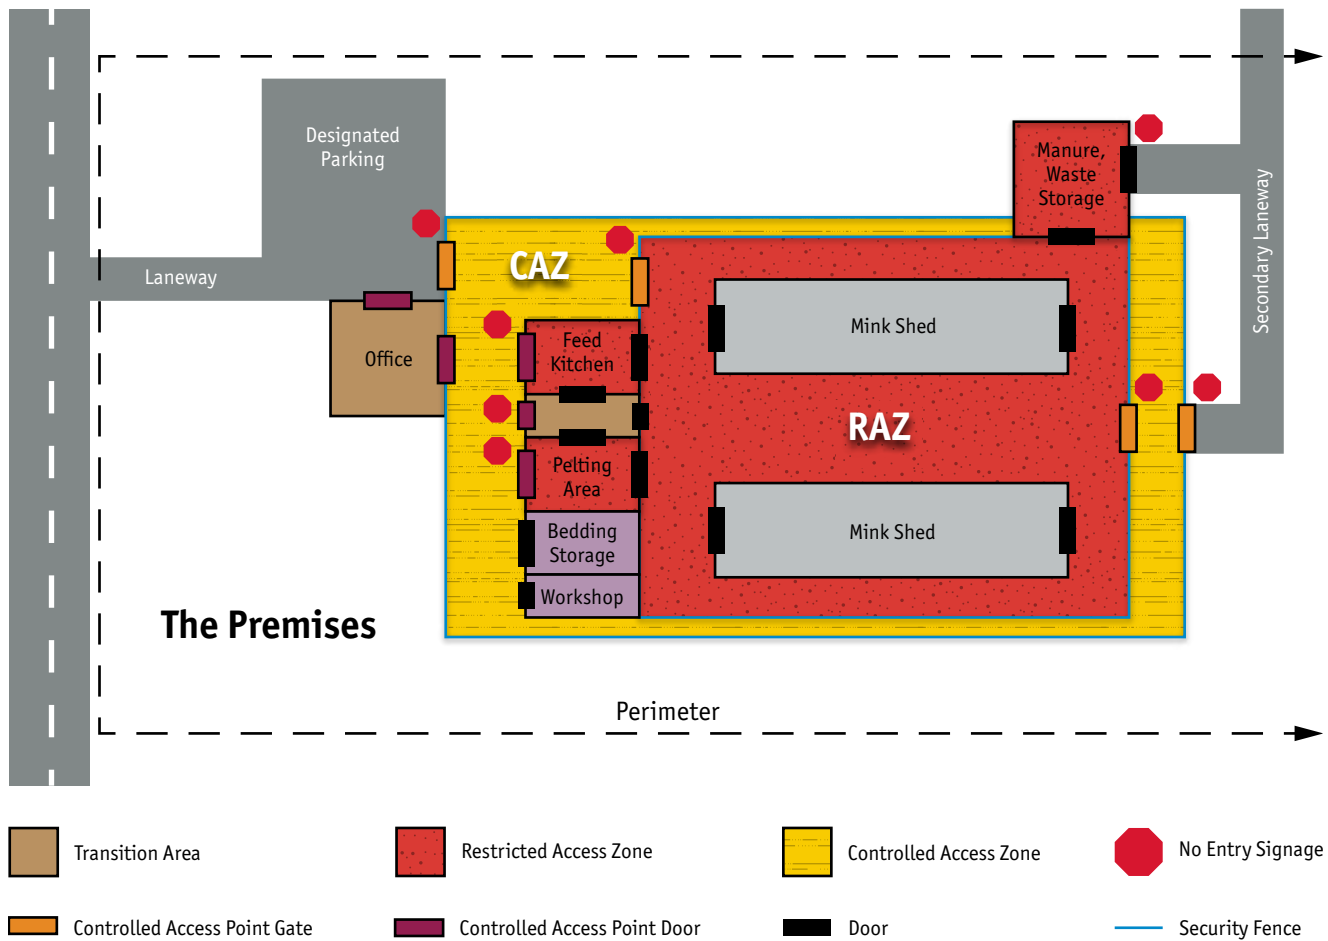 Designated
Parking
Manure,
Waste
Storage
Secondary Laneway
CAZ
Laneway
Mink Shed
Feed
Kitchen
Office
RAZ
Pelting
Area
Bedding
Storage
Mink Shed
Workshop
The Premises
Perimeter
Transition Area
Restricted Access Zone
Controlled Access Zone
No Entry Signage
Controlled Access Point Gate
Controlled Access Point Door
Door
Security Fence